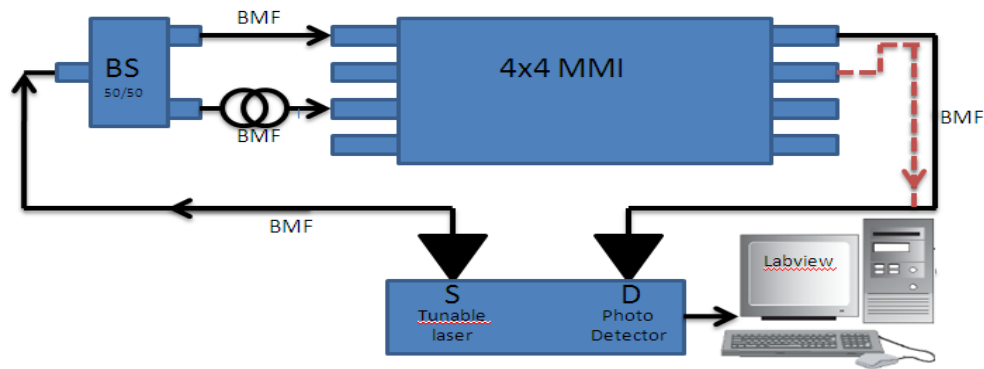 BMF
BS
50/50
BMF
4x4 MMI
BMF
BMF
S
Tunable
laser
D
Photo
Detector
Labview